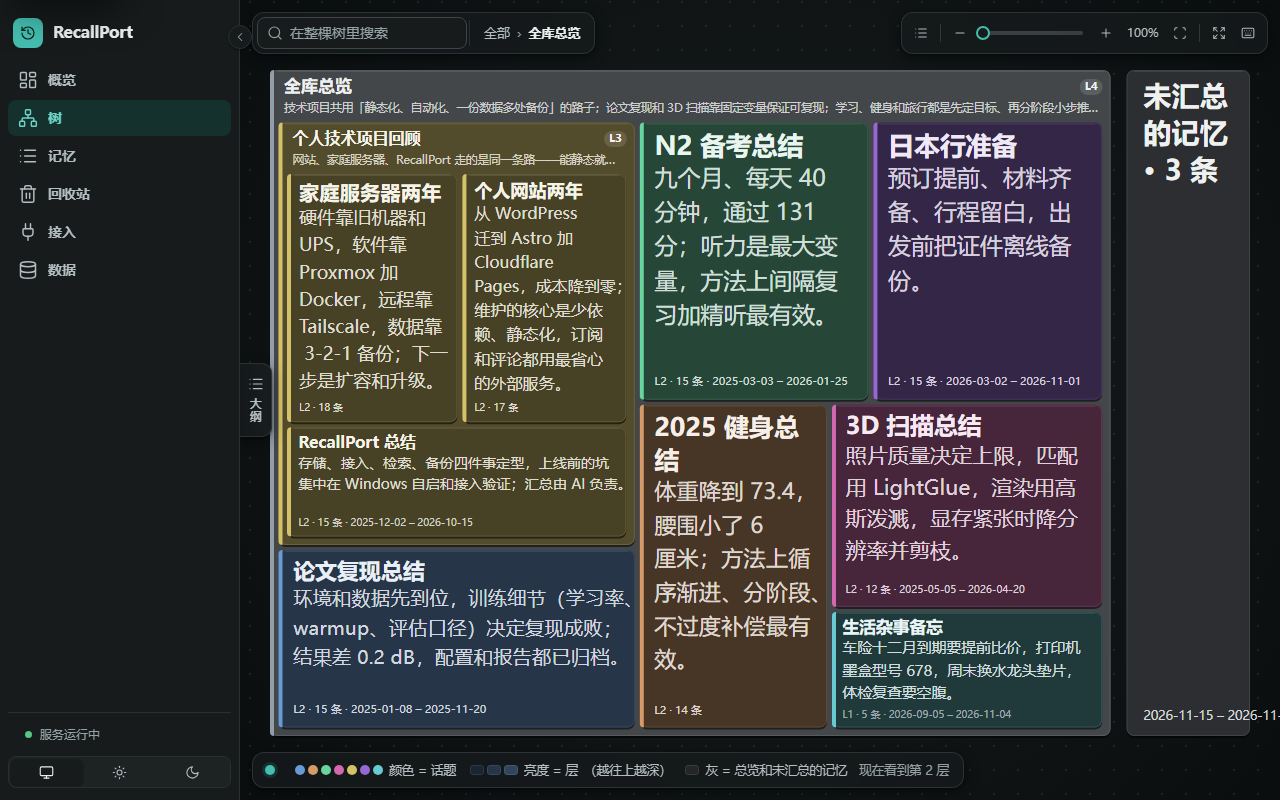 RecallPort
在整棵树里搜索
全部 › 全库总览
100%
概览
树
记忆
回收站
接入
数据
大纲
全库总览
L4
技术项目共用「静态化、自动化、一份数据多处备份」的路子；论文复现和 3D 扫描靠固定变量保证可复现；学习、健身和旅行都是先定目标、再分阶段小步推...
个人技术项目回顾
L3
网站、家庭服务器、RecallPort 走的是同一条路——能静态就...
家庭服务器两年
硬件靠旧机器和
UPS，软件靠
Proxmox 加
Docker，远程靠
Tailscale，数据靠
3-2-1 备份；下一
步是扩容和升级。
L2 · 18 条
个人网站两年
从 WordPress
迁到 Astro 加
Cloudflare
Pages，成本降到零；
维护的核心是少依
赖、静态化，订阅
和评论都用最省心
的外部服务。
L2 · 17 条
RecallPort 总结
存储、接入、检索、备份四件事定型，上线前的坑
集中在 Windows 自启和接入验证；汇总由 AI 负责。
L2 · 15 条 · 2025-12-02 – 2026-10-15
论文复现总结
环境和数据先到位，训练细节（学习率、
warmup、评估口径）决定复现成败；
结果差 0.2 dB，配置和报告都已归档。
L2 · 15 条 · 2025-01-08 – 2025-11-20
N2 备考总结
九个月、每天 40
分钟，通过 131
分；听力是最大变
量，方法上间隔复
习加精听最有效。
L2 · 15 条 · 2025-03-03 – 2026-01-25
日本行准备
预订提前、材料齐
备、行程留白，出
发前把证件离线备
份。
L2 · 15 条 · 2026-03-02 – 2026-11-01
2025 健身总
结
体重降到 73.4，
腰围小了 6
厘米；方法上循
序渐进、分阶段、
不过度补偿最有
效。
L2 · 14 条
3D 扫描总结
照片质量决定上限，匹配
用 LightGlue，渲染用高
斯泼溅，显存紧张时降分
辨率并剪枝。
L2 · 12 条 · 2025-05-05 – 2026-04-20
生活杂事备忘
车险十二月到期要提前比价，打印机
墨盒型号 678，周末换水龙头垫片，
体检复查要空腹。
L1 · 5 条 · 2026-09-05 – 2026-11-04
未汇总
的记忆
• 3 条
2026-11-15 – 2026-11-
服务运行中
颜色 = 话题
亮度 = 层
(越往上越深)
灰 = 总览和未汇总的记忆
现在看到第 2 层